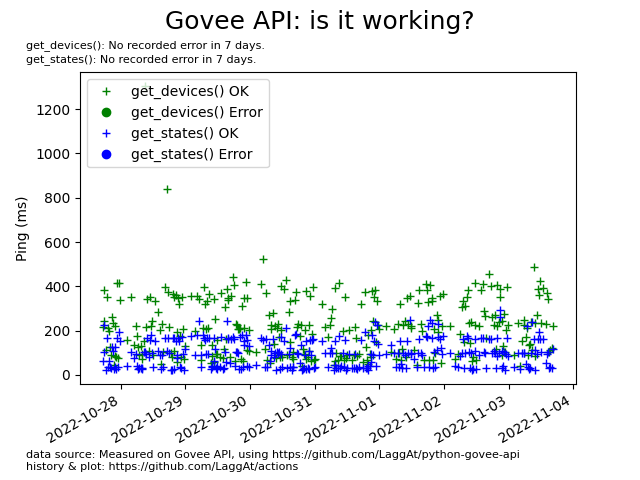 Govee API: is it working?
get_devices(): No recorded error in 7 days.
get_states(): No recorded error in 7 days.
get_devices() OK
get_devices() Error
get_states() OK
get_states() Error
Ping (ms)
1200
1000
800
600
400
200
0
2022-10-28
2022-10-29
2022-10-30
2022-10-31
2022-11-01
2022-11-02
2022-11-03
2022-11-04
data source: Measured on Govee API, using https://github.com/LaggAt/python-govee-api
history & plot: https://github.com/LaggAt/actions